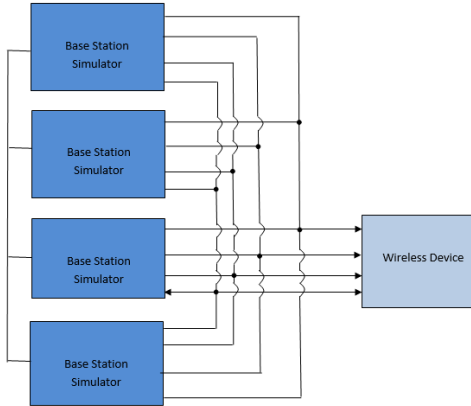 Base Station
Simulator
Base Station
Simulator
Base Station
Simulator
Wireless Device
Base Station
Simulator